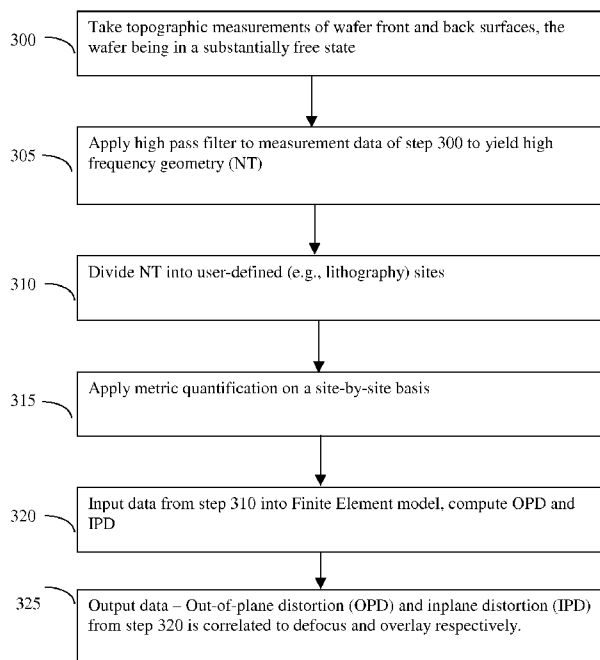 300
Take topographic measurements of wafer front and back surfaces, the
wafer being in a substantially free state
305
Apply high pass filter to measurement data of step 300 to yield high
frequency geometry (NT)
310
Divide NT into user-defined (e.g., lithography) sites
315
Apply metric quantification on a site-by-site basis
320
Input data from step 310 into Finite Element model, compute OPD and
IPD
325
Output data – Out-of-plane distortion (OPD) and inplane distortion (IPD)
from step 320 is correlated to defocus and overlay respectively.